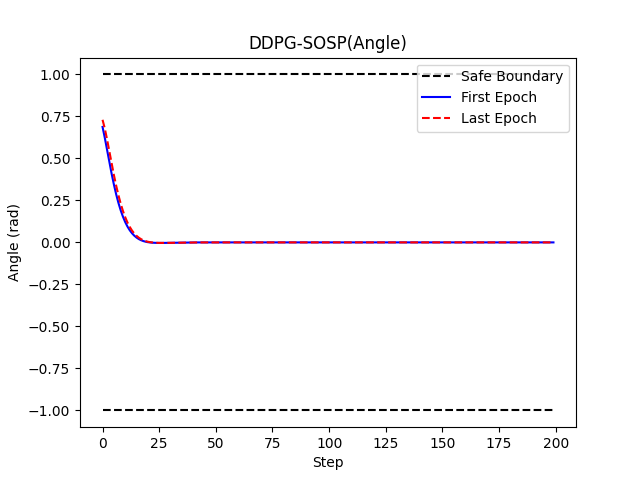 DDPG-SOSP(Angle)
Safe Boundary
First Epoch
Last Epoch
Angle (rad)
1.00
0.75
0.50
0.25
0.00
−0.25
−0.50
−0.75
−1.00
0 25 50 75 100 125 150 175 200
Step